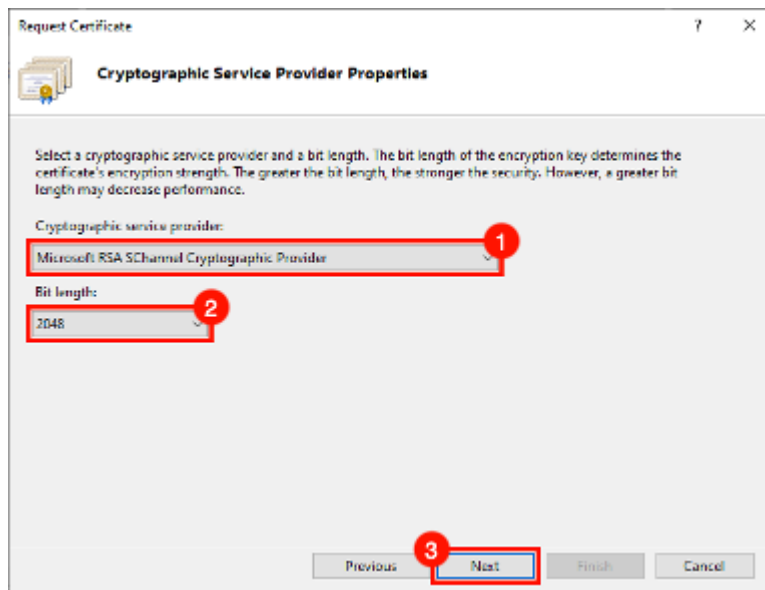 Request Certificate
?
Cryptographic Service Provider Properties
Select a cryptographic service provider and a bit length. The bit length of the encryption key determines the
certificate's encryption strength. The greater the bit length, the stronger the security. However, a greater bit
length may decrease performance.
Cryptographic service provider:
1
Microsoft RSA SChannel Cryptographic Provider
Bit length:
2
2048
3
Previous Next Finish Cancel